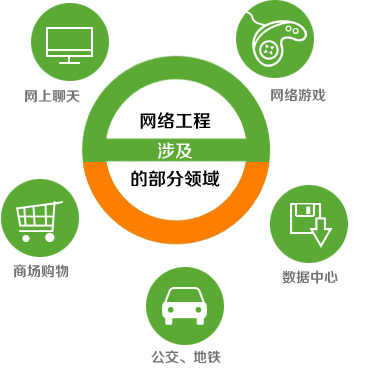 网上聊天
网络游戏
网络工程
涉及
的部分领域
商场购物
数据中心
公交、地铁